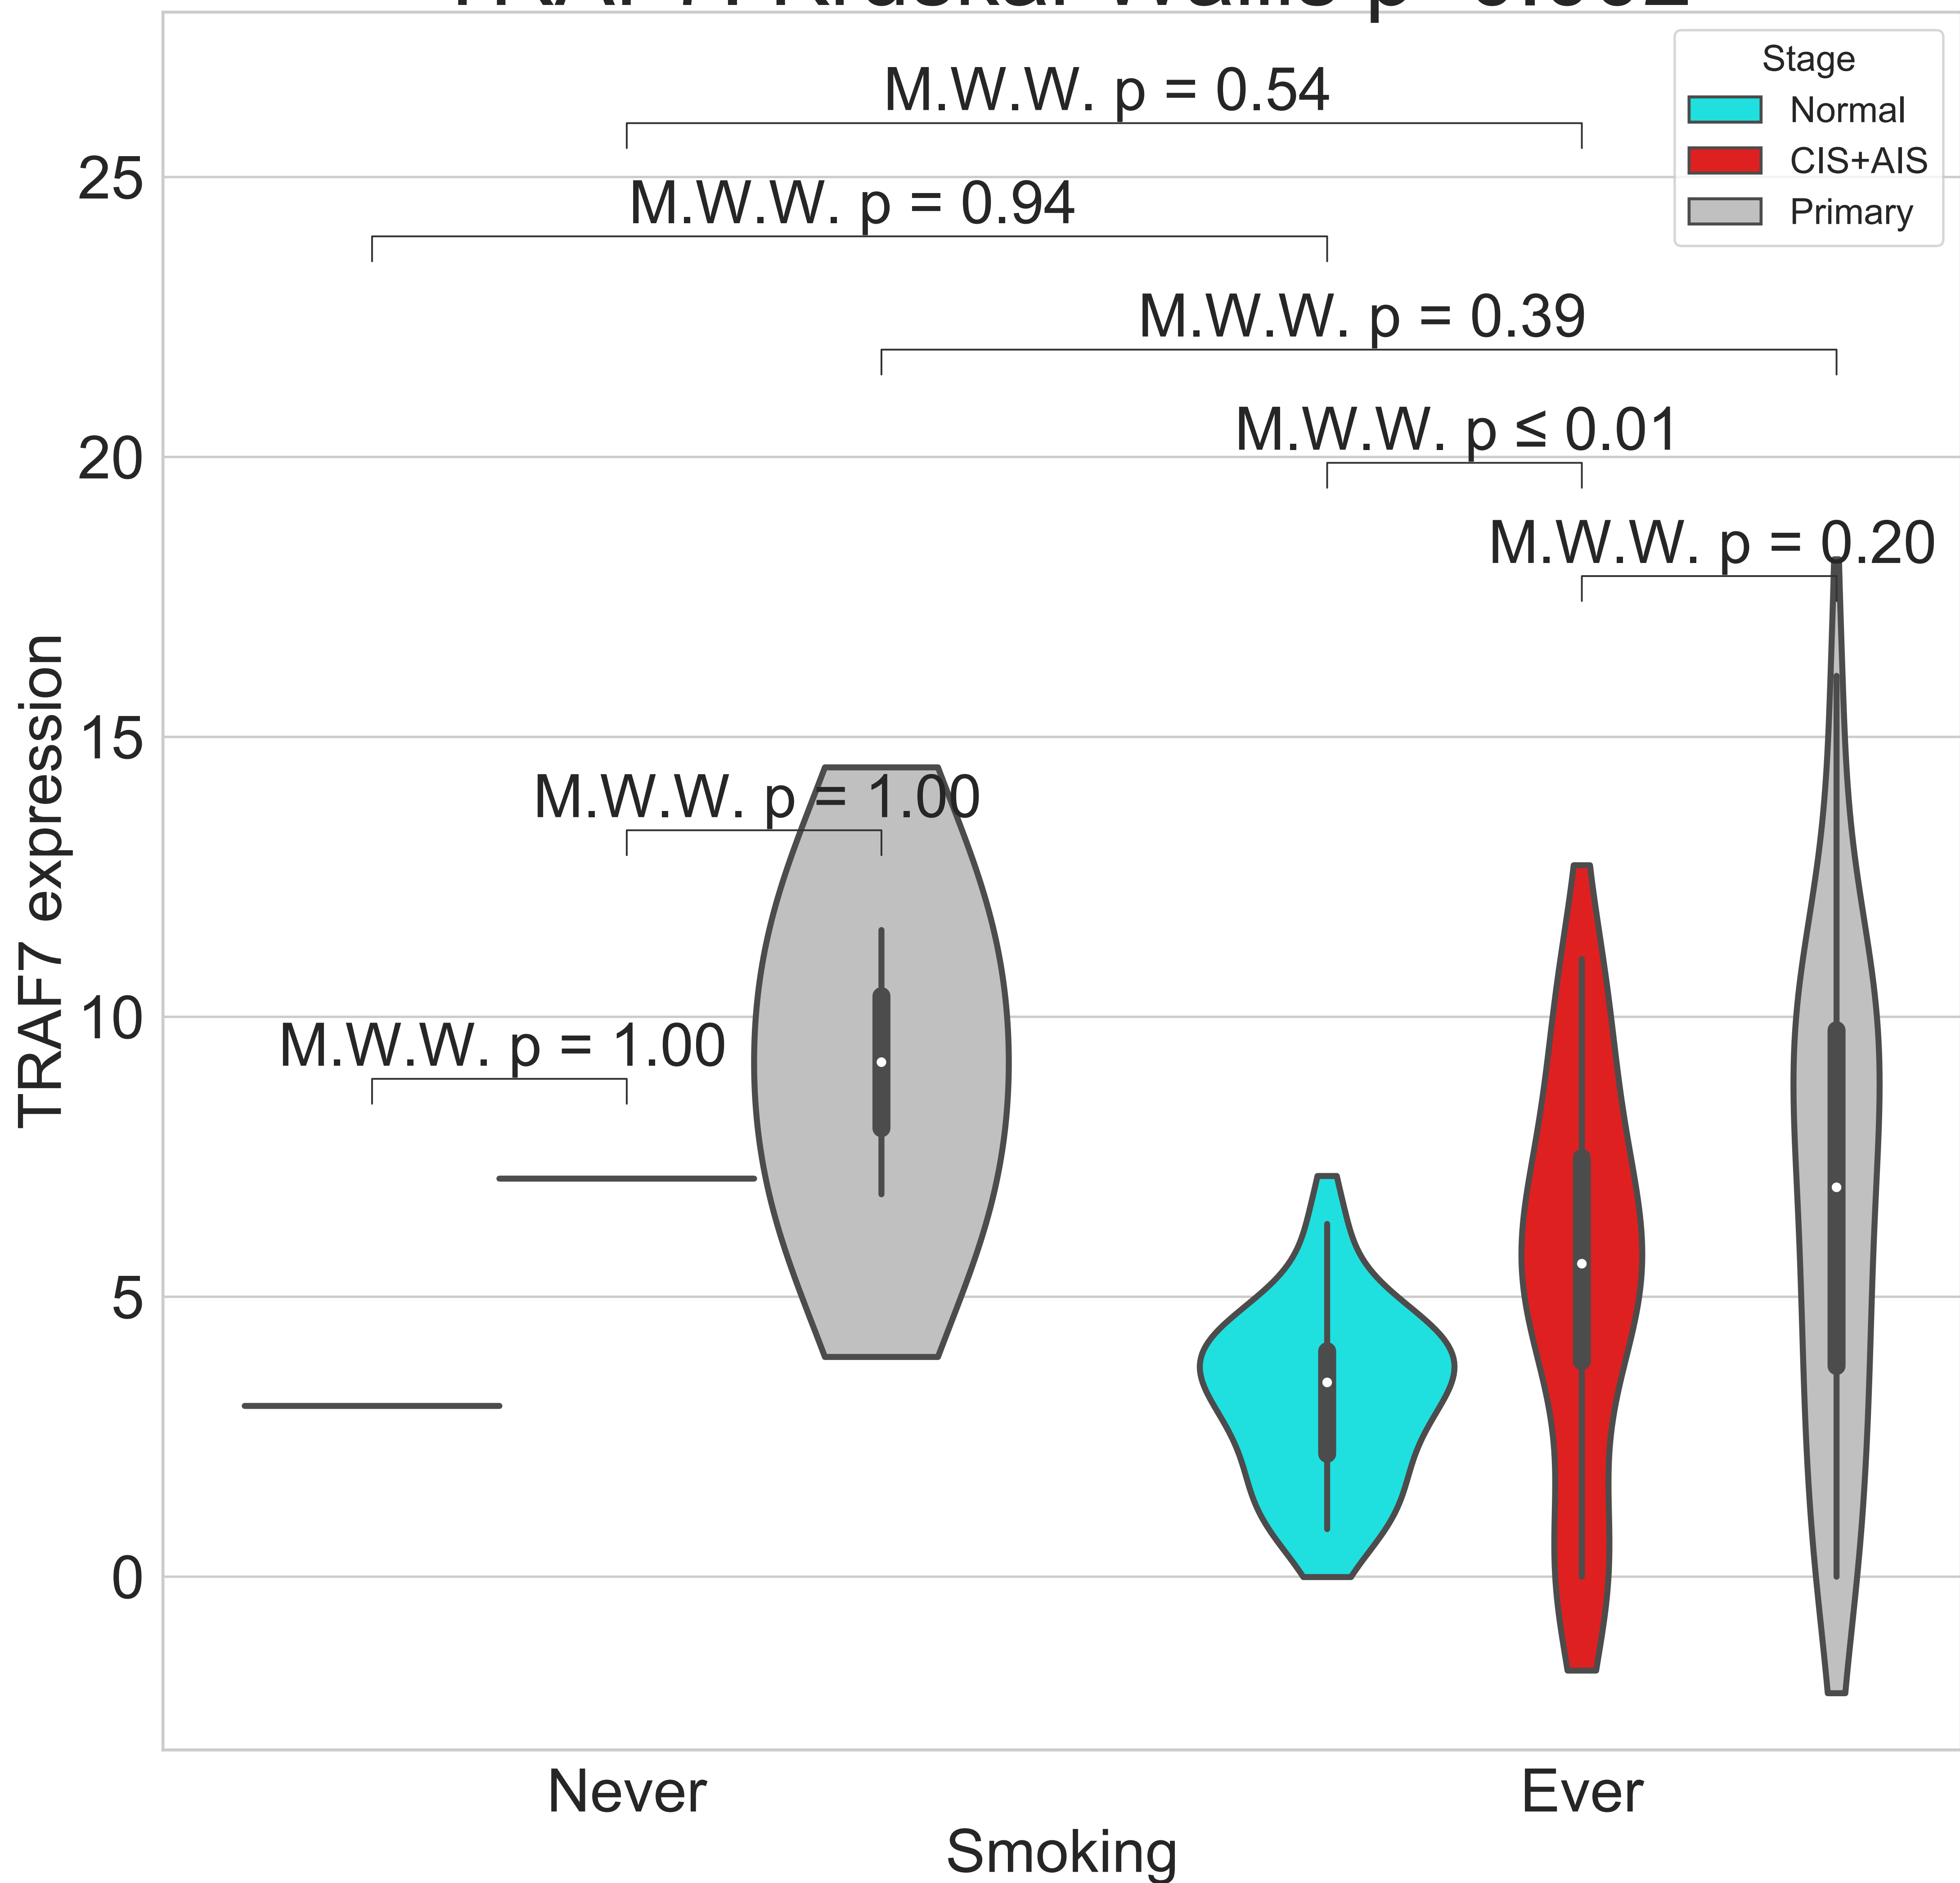 Stage
Normal
CIS+AIS
Primary
M.W.W. p = 0.54
M.W.W. p = 0.94
M.W.W. p = 0.39
M.W.W. p ≤ 0.01
M.W.W. p = 0.20
M.W.W. p = 1.00
M.W.W. p = 1.00
25
20
15
10
5
0
TRAF7 expression
Never
Ever
Smoking